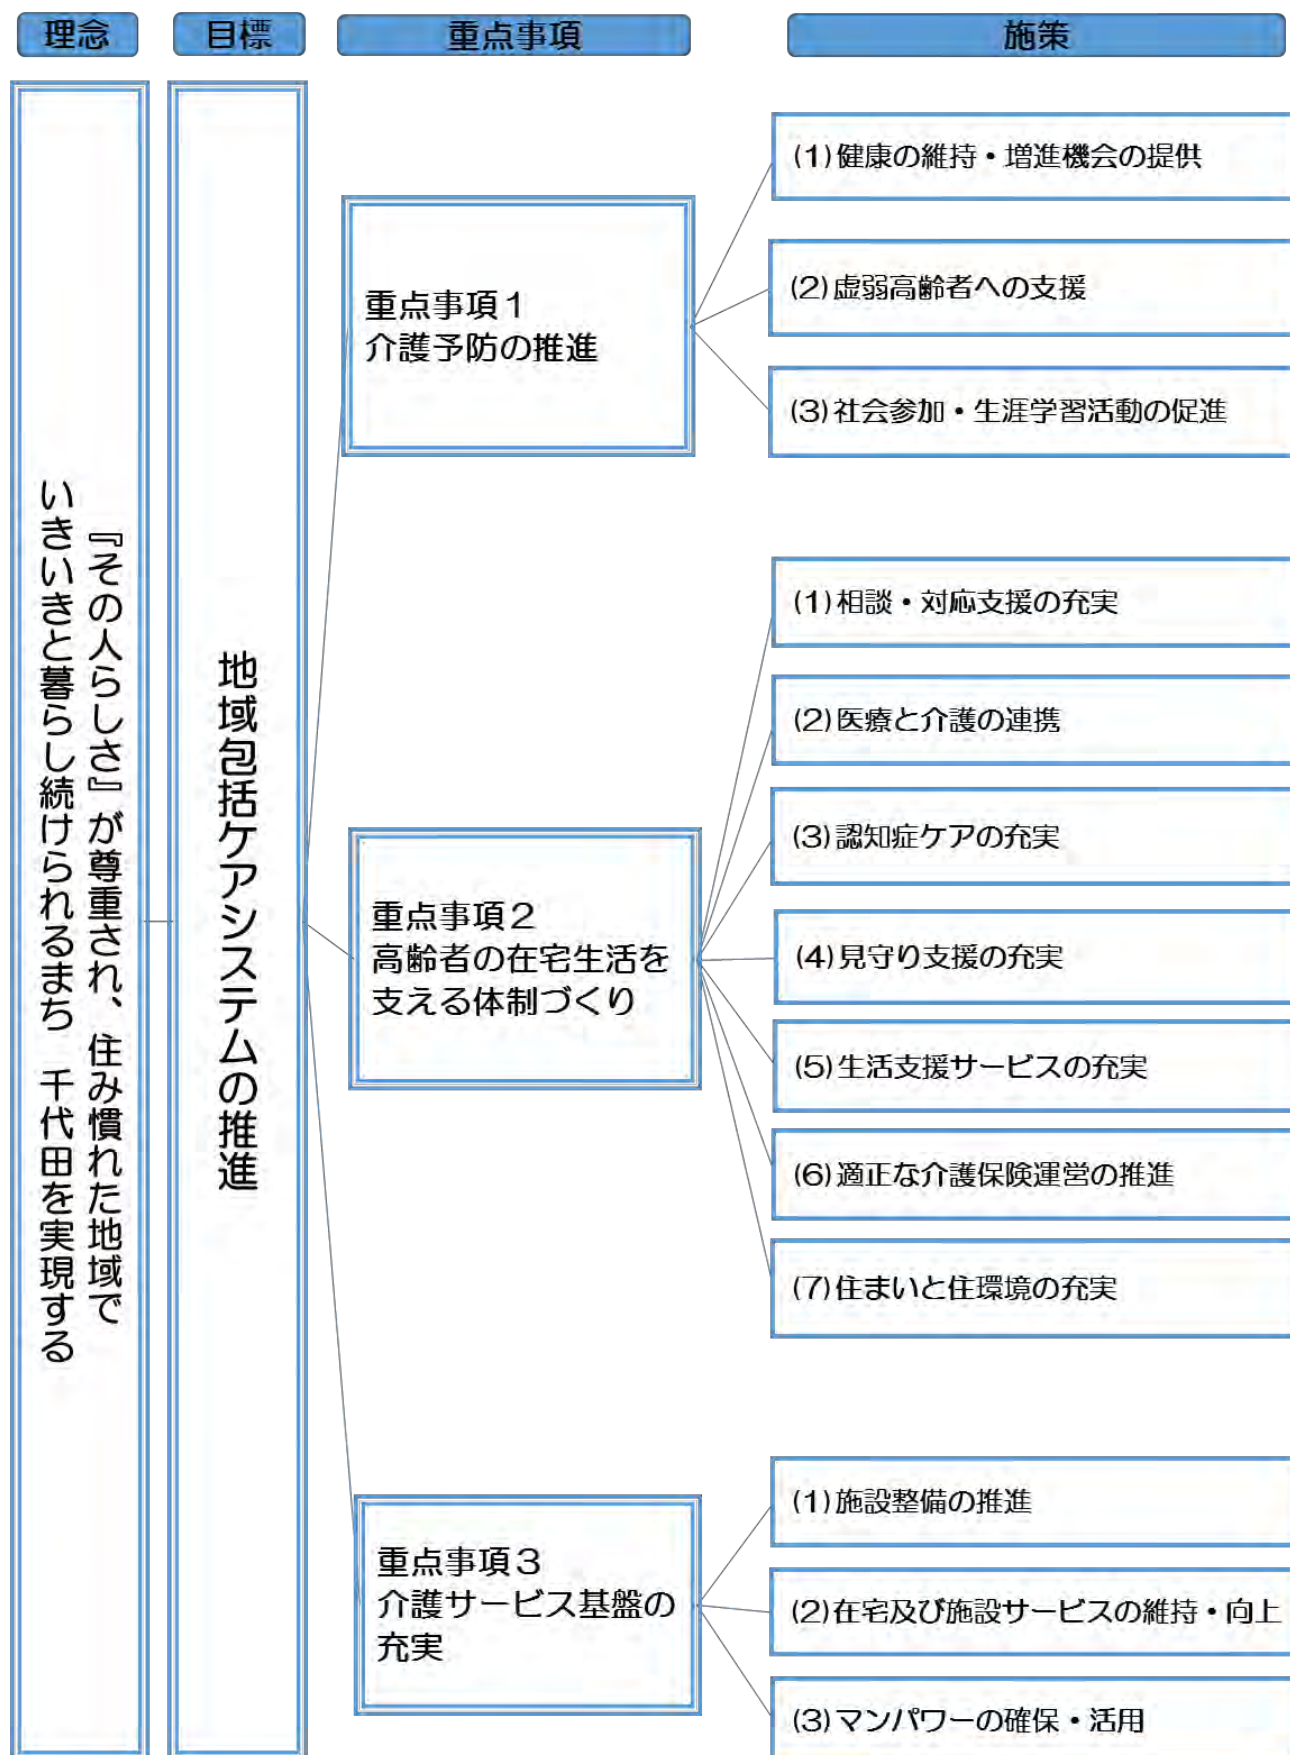 理念
目標
重点事項
施策
『その人らしさ』が尊重され、住み慣れた地域で
いきいきと暮らし続けられるまち 千代田を実現する
地域包括ケアシステムの推進
重点事項１
介護予防の推進
(1)健康の維持・増進機会の提供
(2)虚弱高齢者への支援
(3)社会参加・生涯学習活動の促進
重点事項２
高齢者の在宅生活を
支える体制づくり
(1)相談・対応支援の充実
(2)医療と介護の連携
(3)認知症ケアの充実
(4)見守り支援の充実
(5)生活支援サービスの充実
(6)適正な介護保険運営の推進
(7)住まいと住環境の充実
重点事項３
介護サービス基盤の
充実
(1)施設整備の推進
(2)在宅及び施設サービスの維持・向上
(3)マンパワーの確保・活用